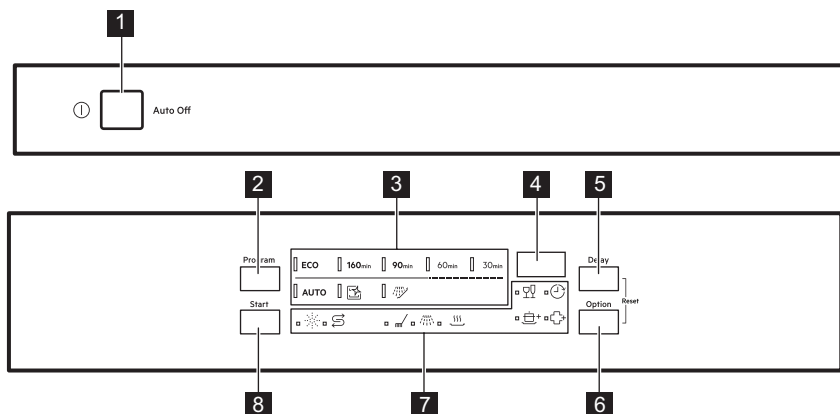 1
Auto Off
2
3
4
5
Program
ECO 160min 90min 60min 30min
Delay
AUTO
Start
Option
Reset
+ +
8
7
6